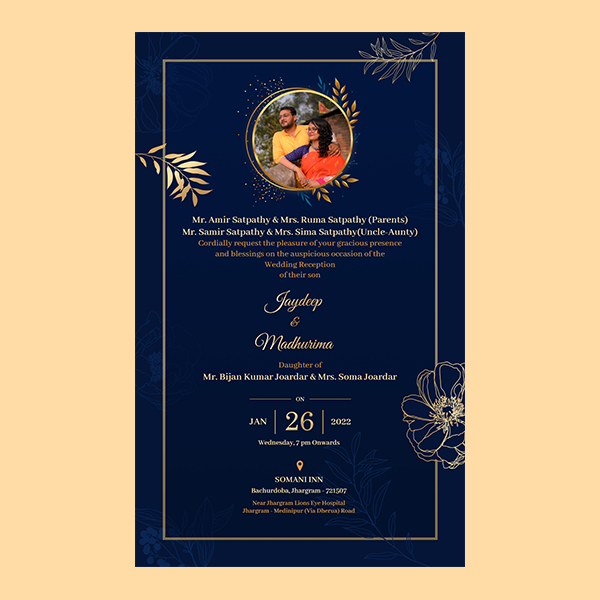 Mr. Amir Satpathy & Mrs. Ruma Satpathy (Parents)
Mr. Samir Satpathy & Mrs. Sima Satpathy(Uncle-Aunty)
Cordially request the pleasure of your gracious presence
and blessings on the auspicious occasion of the
Wedding Reception
of their son
Jaydeep
&
Madhurima
Daughter of
Mr. Bijan Kumar Joardar & Mrs. Soma Joardar
ON
JAN 26 2022
Wednesday, 7 pm Onwards
SOMANI INN
Bachurdoba, Jhargram - 721507
Near Jhargram Lions Eye Hospital
Jhargram - Medinipur (Via Dherua) Road